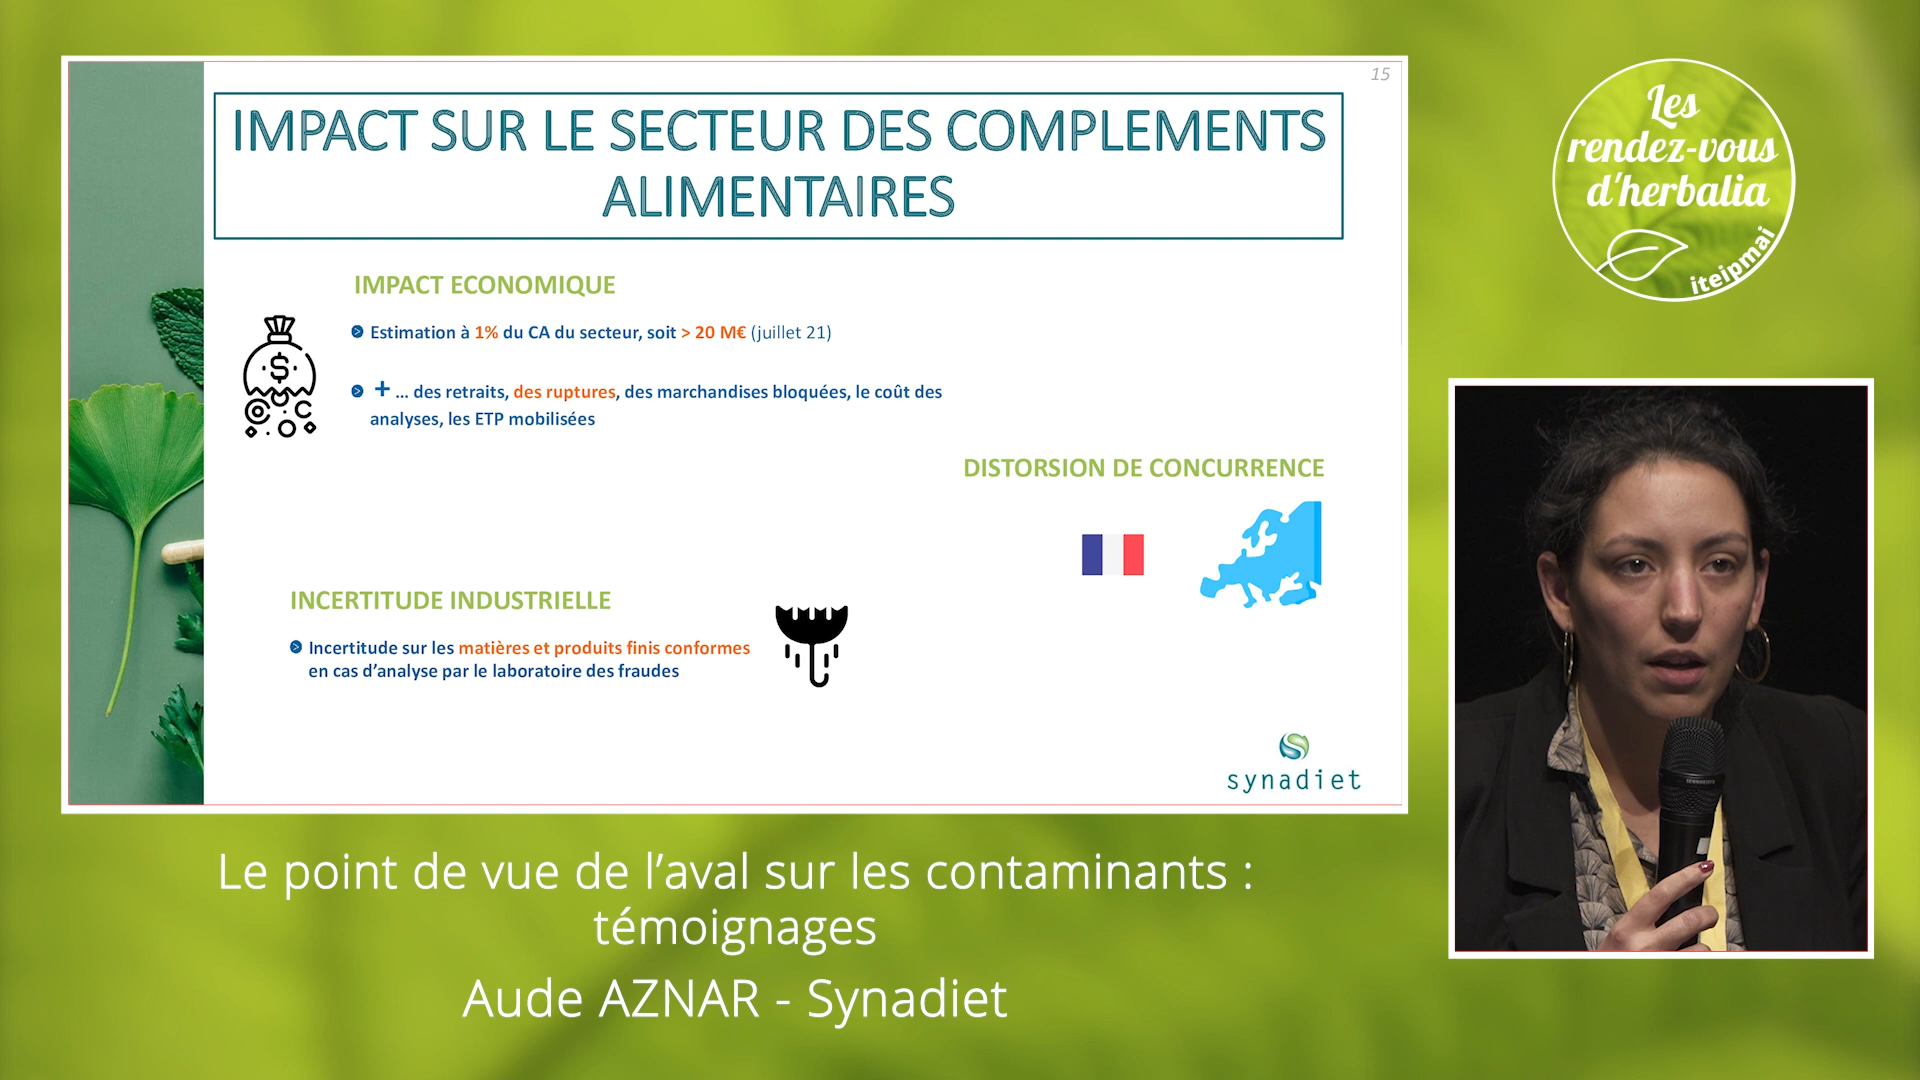 15
IMPACT SUR LE SECTEUR DES COMPLEMENTS
ALIMENTAIRES
IMPACT ECONOMIQUE
Estimation à 1% du CA du secteur, soit > 20 M€ (juillet 21)
+ ... des retraits, des ruptures, des marchandises bloquées, le coût des
analyses, les ETP mobilisées
DISTORSION DE CONCURRENCE
INCERTITUDE INDUSTRIELLE
Incertitude sur les matières et produits finis conformes
en cas d’analyse par le laboratoire des fraudes
synadiet
Les
rendez-vous
d'herbalia
iteipmai
SENNHEISER
Le point de vue de l’aval sur les contaminants :
témoignages
Aude AZNAR - Synadiet